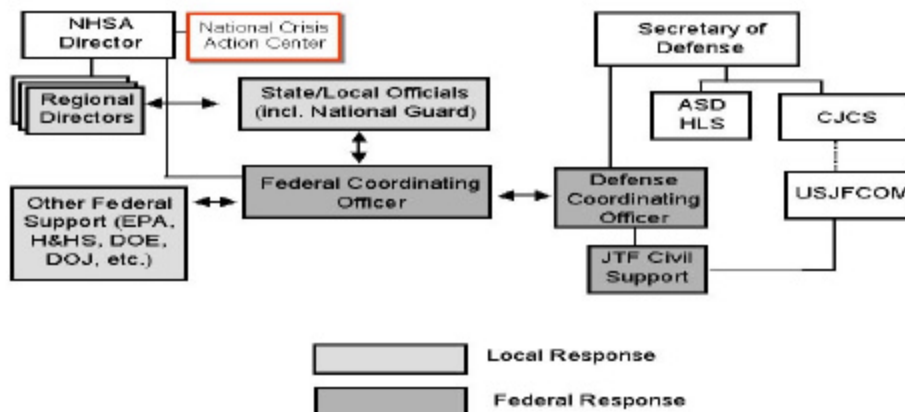 NHSA
Director
National Crisis
Action Center
Secretary of
Defense
Regional
Directors
State/Local Officials
(incl. National Guard)
ASD
HLS
CJCS
Federal Coordinating
Officer
Defense
Coordinating
Officer
USJFCOM
Other Federal
Support (EPA,
H&HS, DOE,
DOJ, etc.)
JTF Civil
Support
Local Response
Federal Response